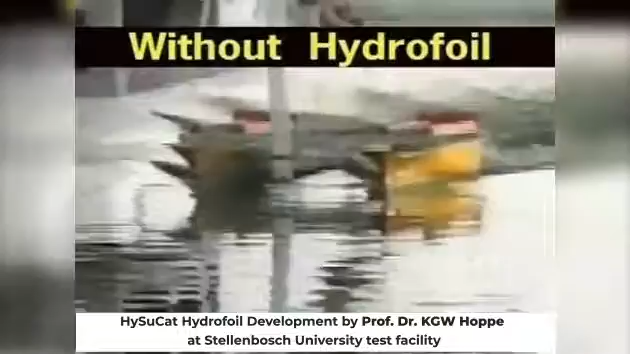 Without Hydrofoil
HySuCat Hydrofoil Development by Prof. Dr. KGW Hoppe
at Stellenbosch University test facility